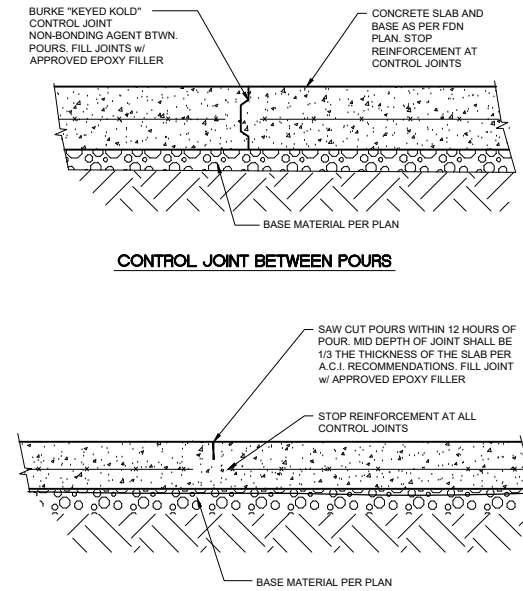 BURKE "KEYED KOLD"
CONTROL JOINT
NON-BONDING AGENT BTWN.
POURS. FILL JOINTS w/
APPROVED EPOXY FILLER
CONCRETE SLAB AND
BASE AS PER FDN
PLAN. STOP
REINFORCEMENT AT
CONTROL JOINTS
BASE MATERIAL PER PLAN
CONTROL JOINT BETWEEN POURS
SAW CUT POURS WITHIN 12 HOURS OF
POUR. MID DEPTH OF JOINT SHALL BE
1/3 THE THICKNESS OF THE SLAB PER
A.C.I. RECOMMENDATIONS. FILL JOINT
w/ APPROVED EPOXY FILLER
STOP REINFORCEMENT AT ALL
CONTROL JOINTS
BASE MATERIAL PER PLAN